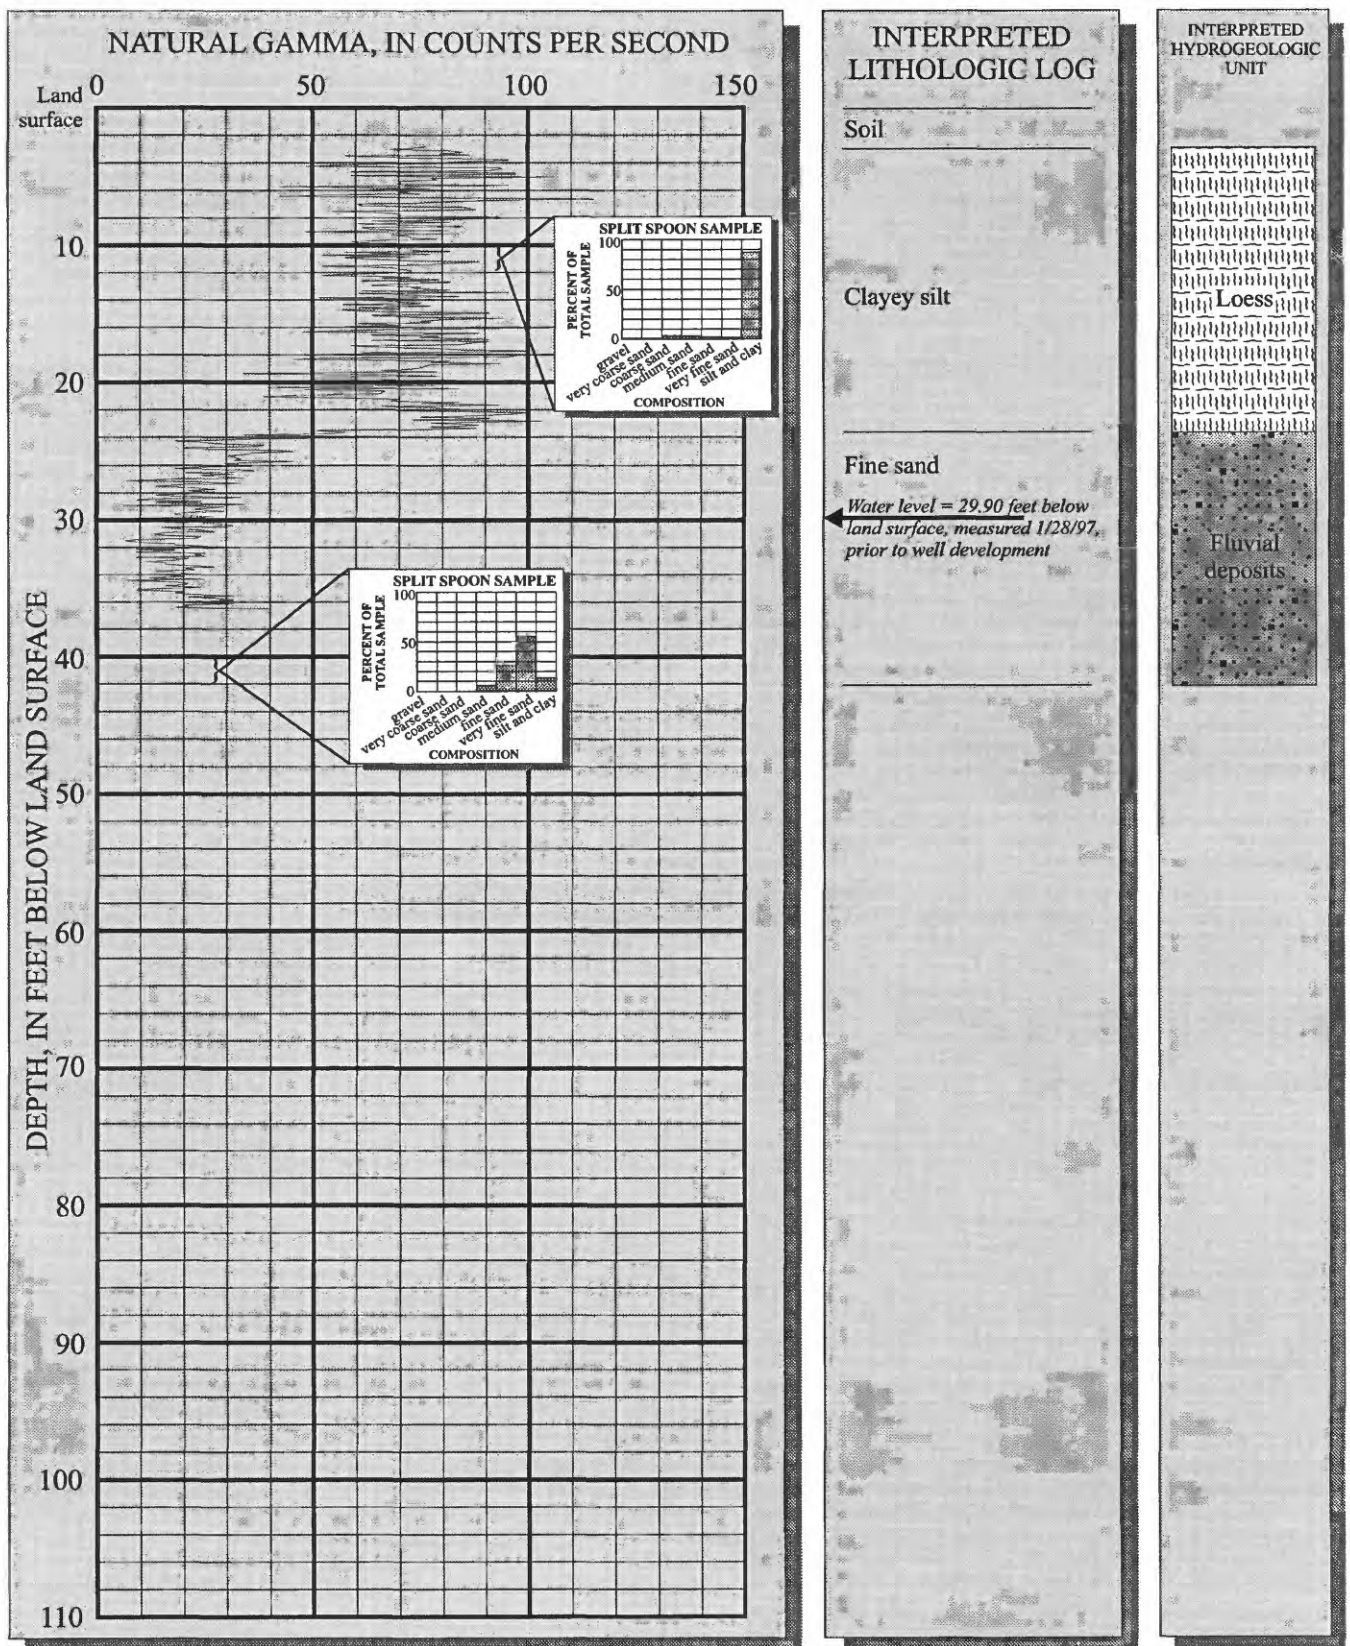 NATURAL GAMMA, IN COUNTS PER SECOND
0 50 100 150
Land
surface
10
20
30
40
50
60
70
80
90
100
110
DEPTH, IN FEET BELOW LAND SURFACE
SPLIT SPOON SAMPLE
PERCENT OF
TOTAL SAMPLE
100
50
0
gravel
very coarse sand
coarse sand
medium sand
fine sand
very fine sand
silt and clay
COMPOSITION
SPLIT SPOON SAMPLE
PERCENT OF
TOTAL SAMPLE
100
50
0
gravel
very coarse sand
coarse sand
medium sand
fine sand
very fine sand
silt and clay
COMPOSITION
INTERPRETED
LITHOLOGIC LOG
Soil
Clayey silt
Fine sand
Water level = 29.90 feet below
land surface, measured 1/28/97,
prior to well development
INTERPRETED
HYDROGEOLOGIC
UNIT
Loess
Fluvial
deposits